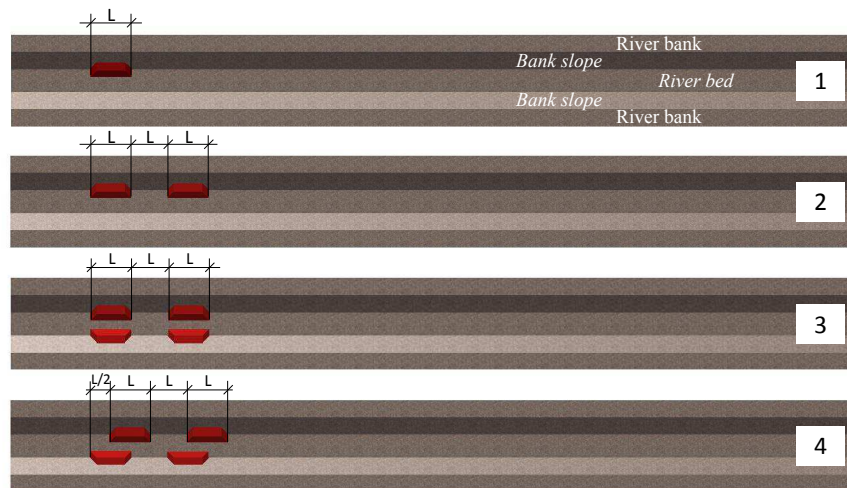 L
River bank
Bank slope
River bed
1
Bank slope
River bank
L L L
2
L L L
3
L/2 L L L
4